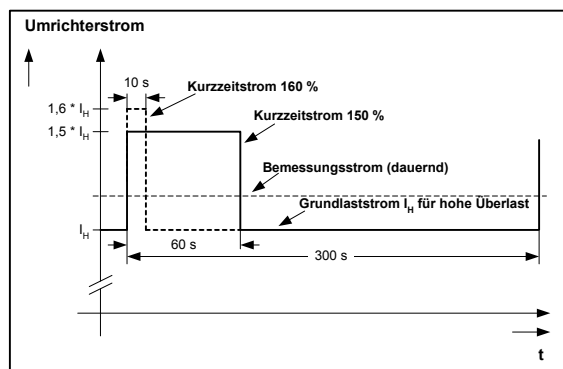 Umrichterstrom
10 s
Kurzzeitstrom 160 %
1,6 * I_H
Kurzzeitstrom 150 %
1,5 * I_H
Bemessungsstrom (dauernd)
Grundlaststrom I_H für hohe Überlast
I_H
60 s
300 s
t